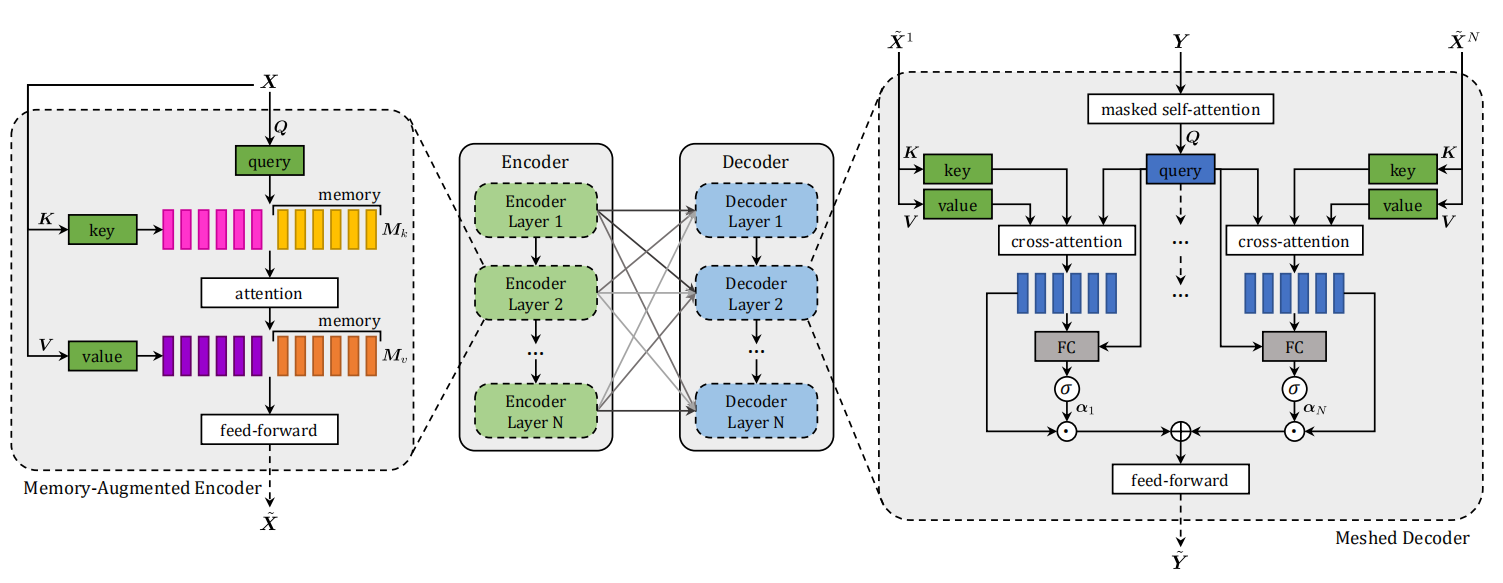 X
Q
query
memory
K
key
M_k
attention
memory
V
value
M_v
feed-forward
Memory-Augmented Encoder
X̃
Encoder
Encoder
Layer 1
Encoder
Layer 2
...
Encoder
Layer N
Decoder
Decoder
Layer 1
Decoder
Layer 2
...
Decoder
Layer N
X̃¹
Y
X̃ᴺ
masked self-attention
Q
K
key
query
key
K
V
value
value
V
cross-attention
...
cross-attention
...
FC
FC
σ
σ
α₁
α_N
feed-forward
Meshed Decoder
Ỹ